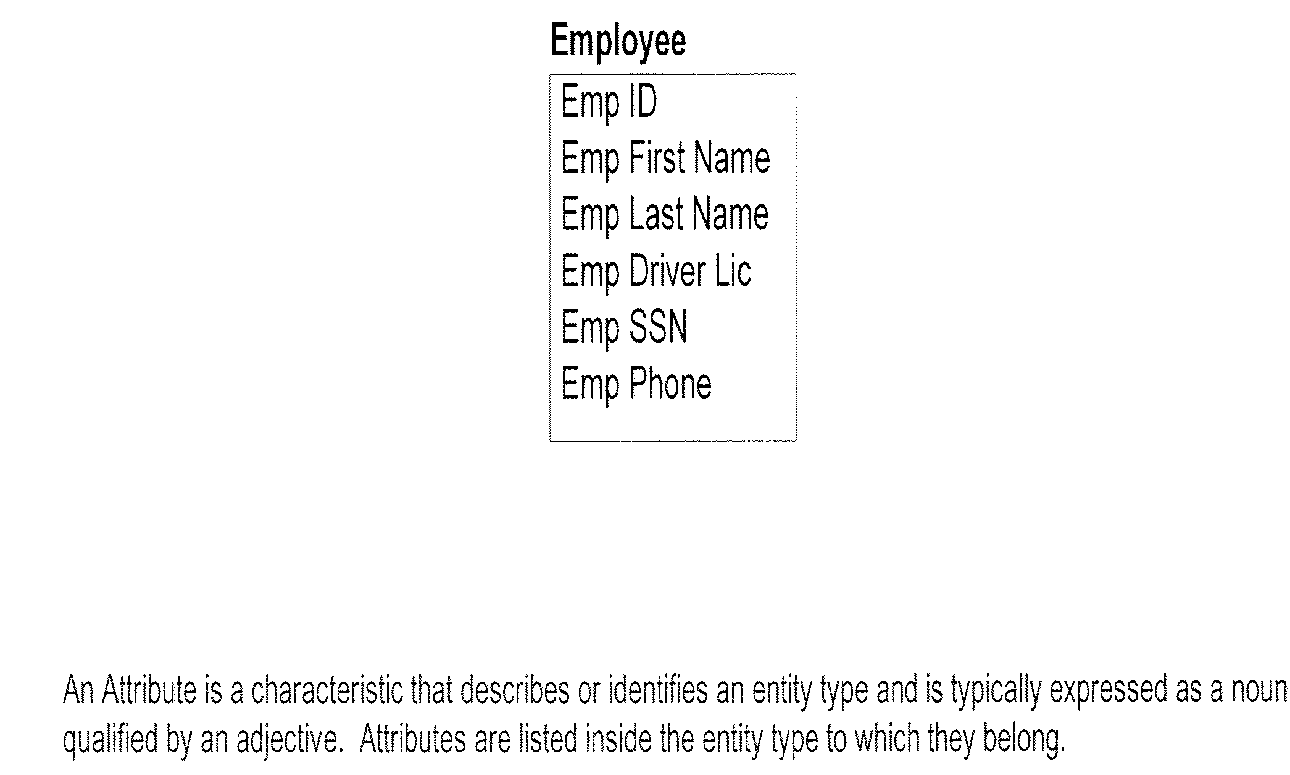 Employee
Emp ID
Emp First Name
Emp Last Name
Emp Driver Lic
Emp SSN
Emp Phone
An Attribute is a characteristic that describes or identifies an entity type and is typically expressed as a noun
qualified by an adjective.  Attributes are listed inside the entity type to which they belong.